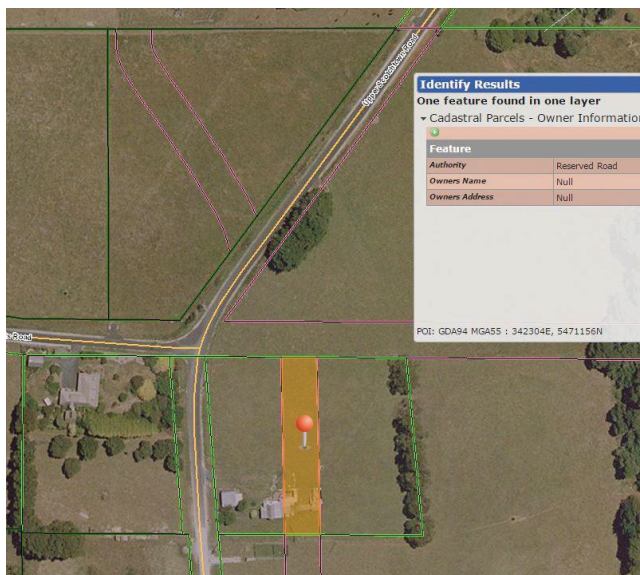 Identify Results
One feature found in one layer
Cadastral Parcels - Owner Information
Feature
Authority Reserved Road
Owners Name Null
Owners Address Null
POI: GDA94 MGA55 : 342304E, 5471156N
Road